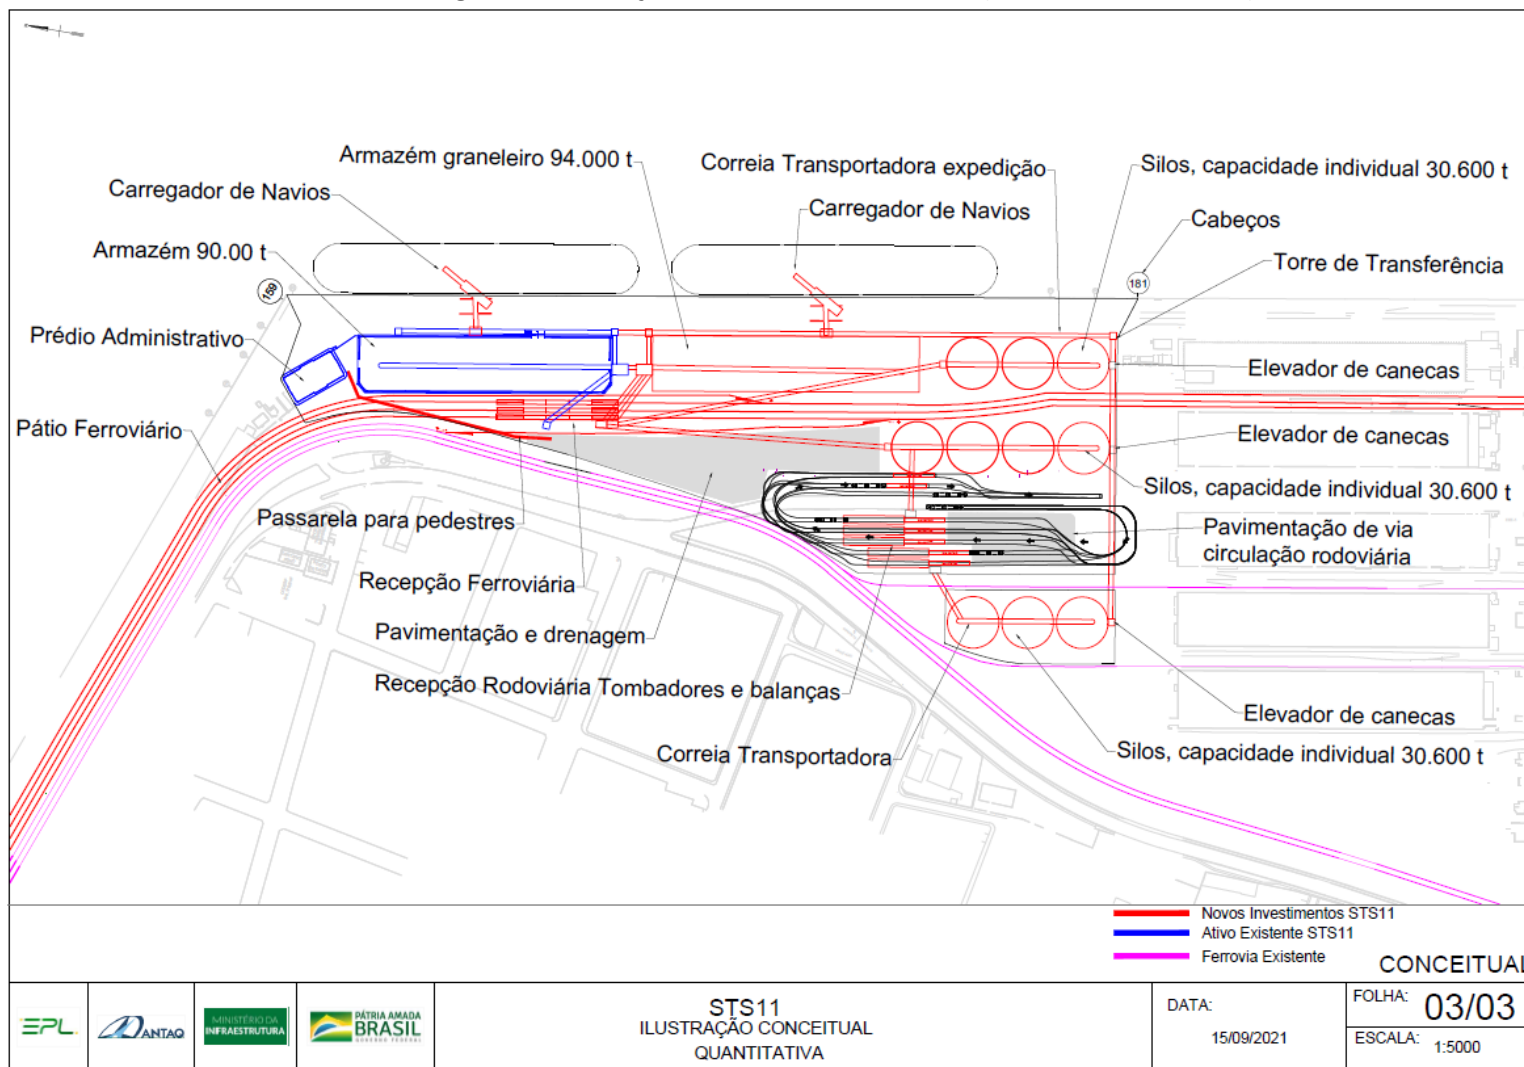 Armazém graneleiro 94.000 t
Correia Transportadora expedição
Silos, capacidade individual 30.600 t
Carregador de Navios
Carregador de Navios
Cabeços
Armazém 90.00 t
Torre de Transferência
159
181
Prédio Administrativo
Elevador de canecas
Pátio Ferroviário
Elevador de canecas
Silos, capacidade individual 30.600 t
Passarela para pedestres
Pavimentação de via
circulação rodoviária
Recepção Ferroviária
Pavimentação e drenagem
Recepção Rodoviária Tombadores e balanças
Elevador de canecas
Correia Transportadora
Silos, capacidade individual 30.600 t
Novos Investimentos STS11
Ativo Existente STS11
Ferrovia Existente
CONCEITUAL
EPL
ANTAQ
MINISTÉRIO DA
INFRAESTRUTURA
PÁTRIA AMADA
BRASIL
GOVERNO FEDERAL
STS11
ILUSTRAÇÃO CONCEITUAL
QUANTITATIVA
DATA:
15/09/2021
FOLHA: 03/03
ESCALA: 1:5000